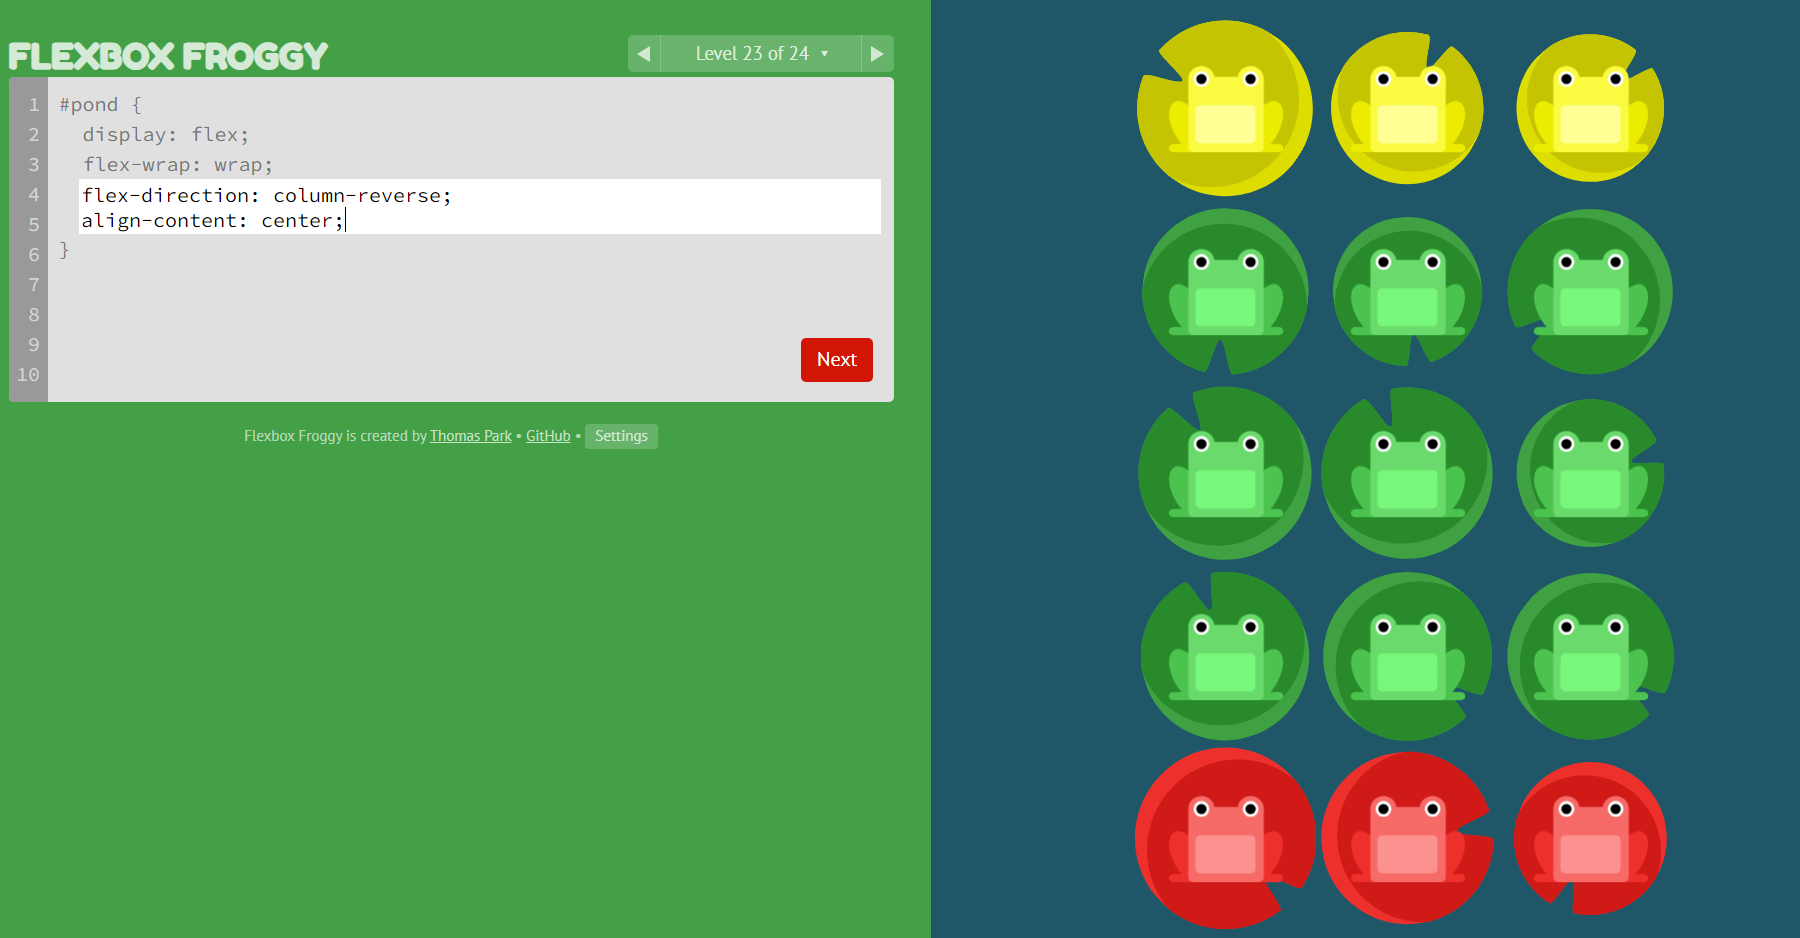 FLEXBOX FROGGY
◀ Level 23 of 24 ▾ ▶
1 #pond {
2   display: flex;
3   flex-wrap: wrap;
4   flex-direction: column-reverse;
5   align-content: center;
6 }
7
8
9
10
Next
Flexbox Froggy is created by Thomas Park • GitHub • Settings